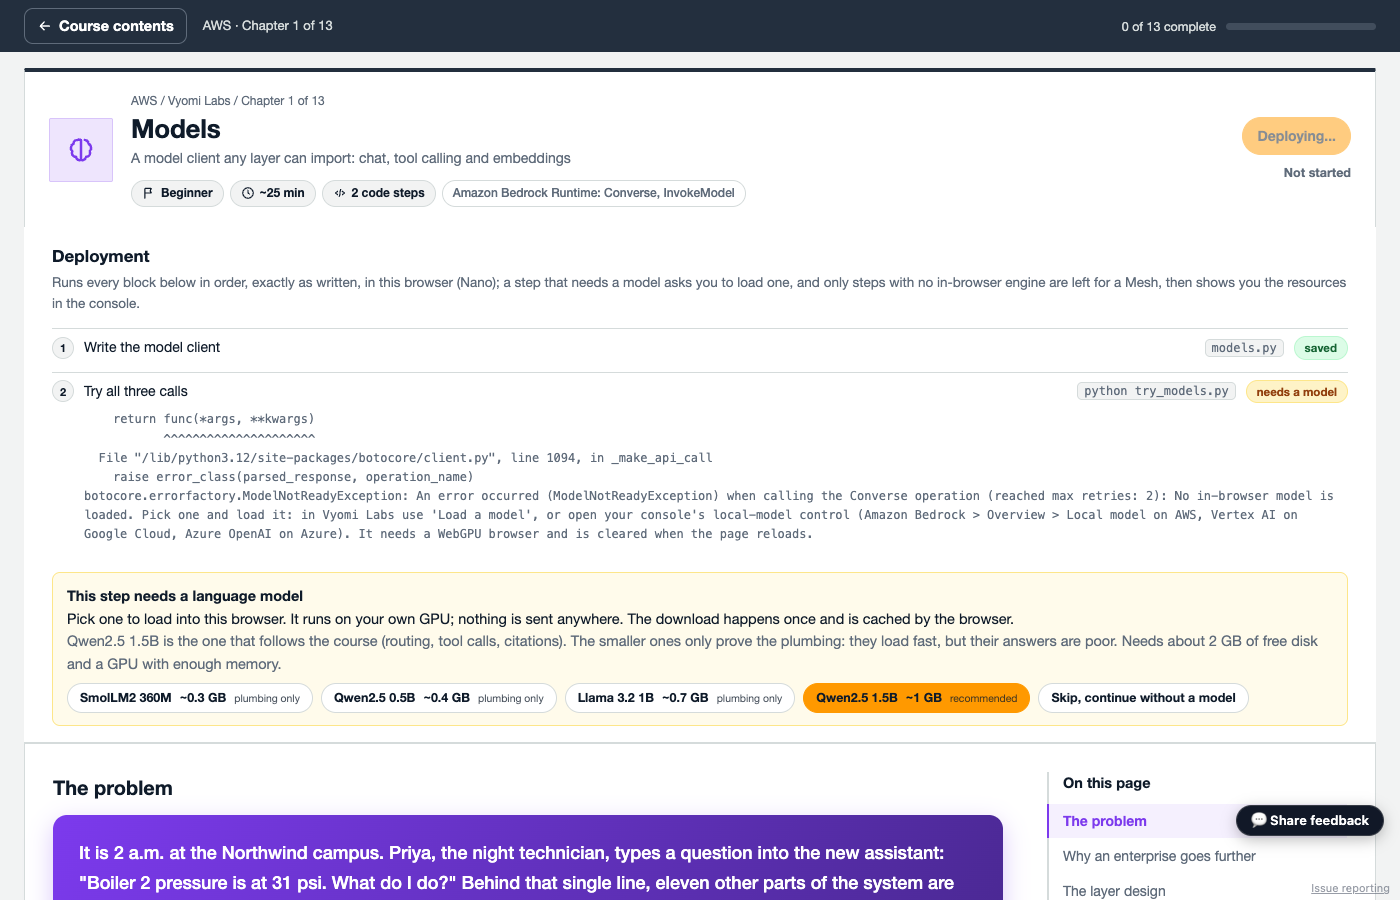 ← Course contents
AWS · Chapter 1 of 13
0 of 13 complete
AWS / Vyomi Labs / Chapter 1 of 13
Models
A model client any layer can import: chat, tool calling and embeddings
Beginner
~25 min
2 code steps
Amazon Bedrock Runtime: Converse, InvokeModel
Deploying...
Not started
Deployment
Runs every block below in order, exactly as written, in this browser (Nano); a step that needs a model asks you to load one, and only steps with no in-browser engine are left for a Mesh, then shows you the resources
in the console.
1 Write the model client models.py saved
2 Try all three calls python try_models.py needs a model
return func(*args, **kwargs)
^^^^^^^^^^^^^^^^^^^^^
File "/lib/python3.12/site-packages/botocore/client.py", line 1094, in _make_api_call
raise error_class(parsed_response, operation_name)
botocore.errorfactory.ModelNotReadyException: An error occurred (ModelNotReadyException) when calling the Converse operation (reached max retries: 2): No in-browser model is
loaded. Pick one and load it: in Vyomi Labs use 'Load a model', or open your console's local-model control (Amazon Bedrock > Overview > Local model on AWS, Vertex AI on
Google Cloud, Azure OpenAI on Azure). It needs a WebGPU browser and is cleared when the page reloads.
This step needs a language model
Pick one to load into this browser. It runs on your own GPU; nothing is sent anywhere. The download happens once and is cached by the browser.
Qwen2.5 1.5B is the one that follows the course (routing, tool calls, citations). The smaller ones only prove the plumbing: they load fast, but their answers are poor. Needs about 2 GB of free disk
and a GPU with enough memory.
SmolLM2 360M ~0.3 GB plumbing only
Qwen2.5 0.5B ~0.4 GB plumbing only
Llama 3.2 1B ~0.7 GB plumbing only
Qwen2.5 1.5B ~1 GB recommended
Skip, continue without a model
The problem
It is 2 a.m. at the Northwind campus. Priya, the night technician, types a question into the new assistant:
"Boiler 2 pressure is at 31 psi. What do I do?" Behind that single line, eleven other parts of the system are
On this page
The problem
Why an enterprise goes further
The layer design
💬 Share feedback
Issue reporting